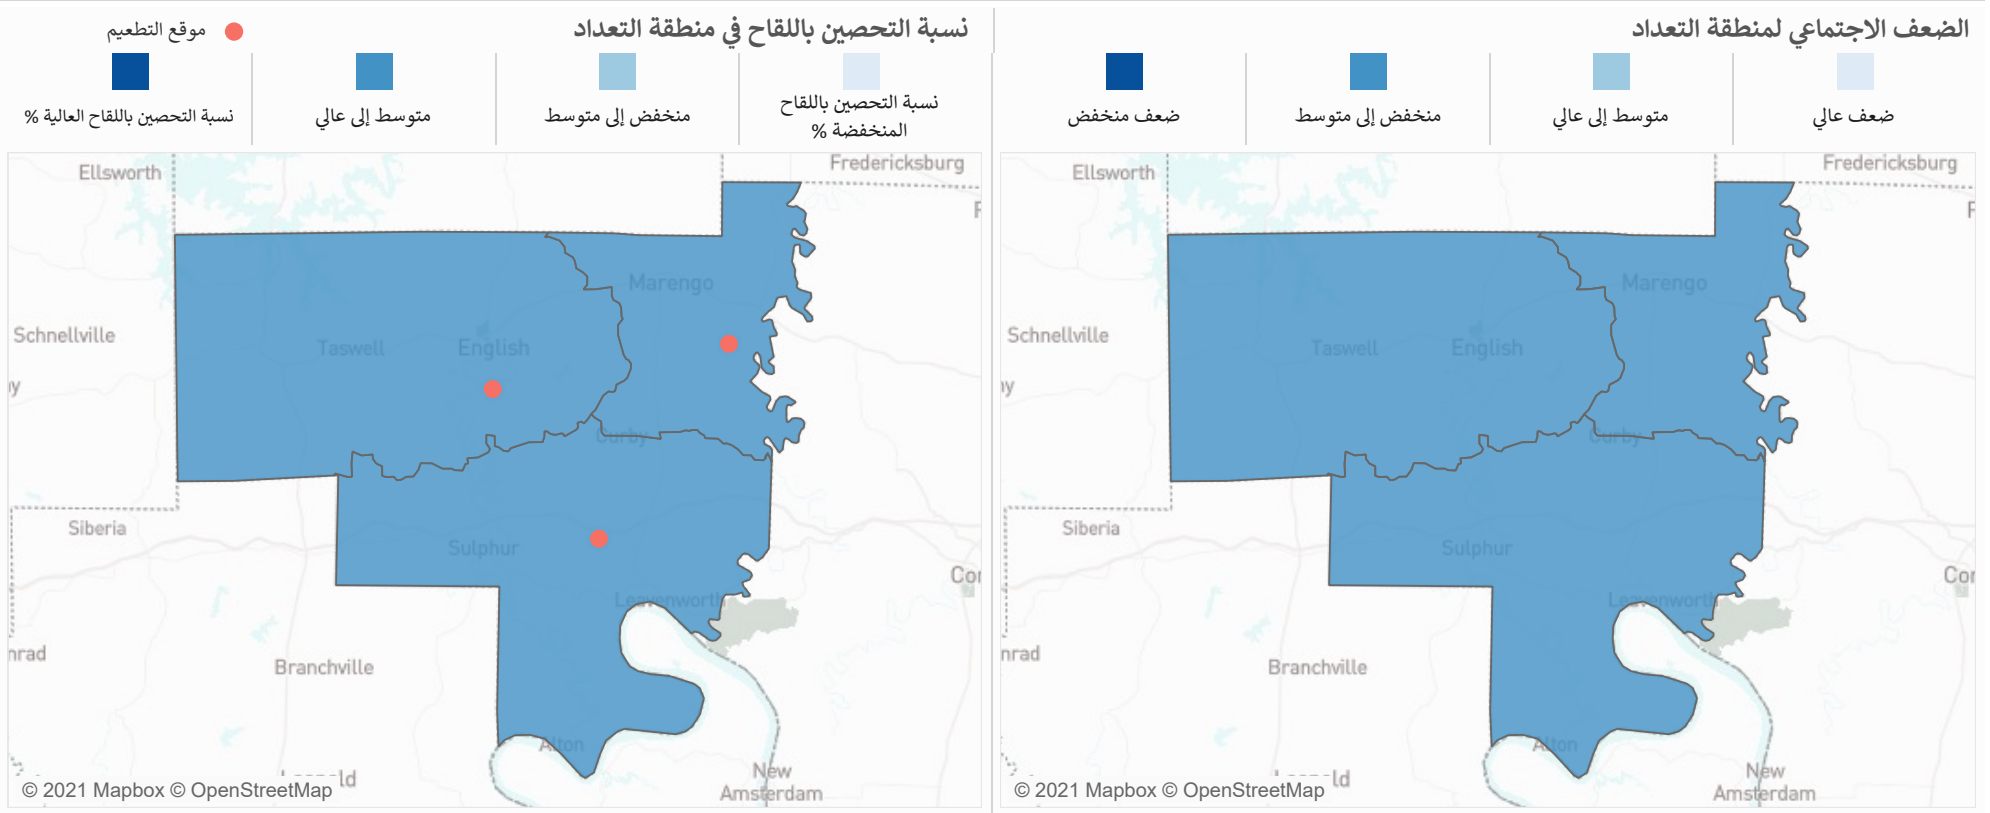 الضعف الاجتماعي لمنطقة التعداد
ضعف عالي
متوسط إلى عالي
منخفض إلى متوسط
ضعف منخفض
Ellsworth
Fredericksburg
Marengo
Schnellville
Taswell
English
Curby
Siberia
Sulphur
Leavenworth
Branchville
Alton
New
Amsterdam
© 2021 Mapbox © OpenStreetMap
نسبة التحصين باللقاح في منطقة التعداد
موقع التطعيم
نسبة التحصين باللقاح
المنخفضة %
منخفض إلى متوسط
متوسط إلى عالي
نسبة التحصين باللقاح العالية %
Ellsworth
Fredericksburg
Marengo
Schnellville
Taswell
English
Curby
Siberia
Sulphur
Leavenworth
Branchville
Alton
New
Amsterdam
© 2021 Mapbox © OpenStreetMap